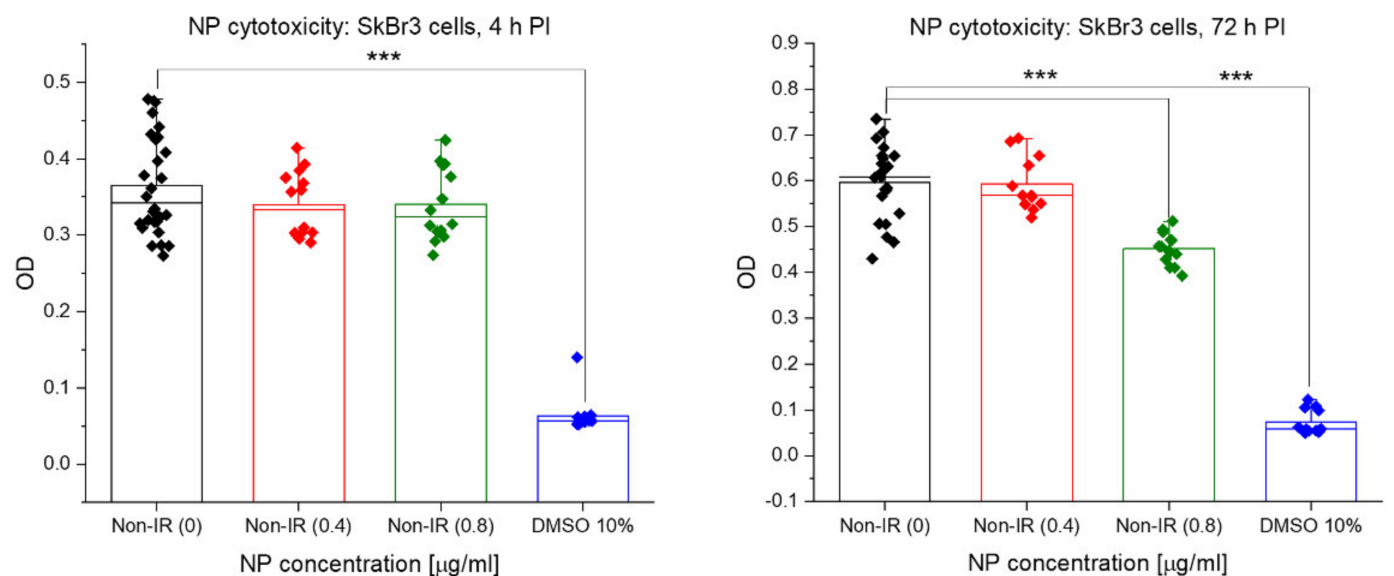 NP cytotoxicity: SkBr3 cells, 4 h PI
***
0.5
0.4
0.3
0.2
0.1
0.0
OD
Non-IR (0) Non-IR (0.4) Non-IR (0.8) DMSO 10%
NP concentration [μg/ml]
NP cytotoxicity: SkBr3 cells, 72 h PI
*** ***
0.9
0.8
0.7
0.6
0.5
0.4
0.3
0.2
0.1
0.0
-0.1
OD
Non-IR (0) Non-IR (0.4) Non-IR (0.8) DMSO 10%
NP concentration [μg/ml]